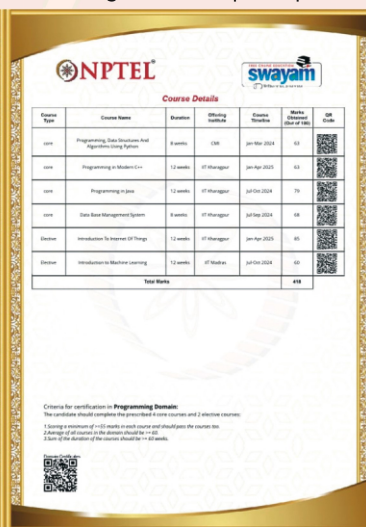 NPTEL
swayam
Course Details
Course Type Course Name Duration Offering Institute Course Timeline Marks Obtained (Out of 100) QR Code
core Programming, Data Structures And Algorithms Using Python 8 weeks CMI Jan-Mar 2024 63
core Programming in Modern C++ 12 weeks IIT Kharagpur Jan-Apr 2025 63
core Programming in Java 12 weeks IIT Kharagpur Jul-Oct 2024 79
core Data Base Management System 8 weeks IIT Kharagpur Jul-Sep 2024 68
Elective Introduction To Internet Of Things 12 weeks IIT Kharagpur Jan-Apr 2025 85
Elective Introduction to Machine Learning 12 weeks IIT Madras Jul-Oct 2024 60
Total Marks 418
Criteria for certification in Programming Domain:
The candidate should complete the prescribed 4 core courses and 2 elective courses:
1.Scoring a minimum of >=55 marks in each course and should pass the courses too.
2.Average of all courses in the domain should be >= 60.
3.Sum of the duration of the courses should be >= 60 weeks.
Domain Certification